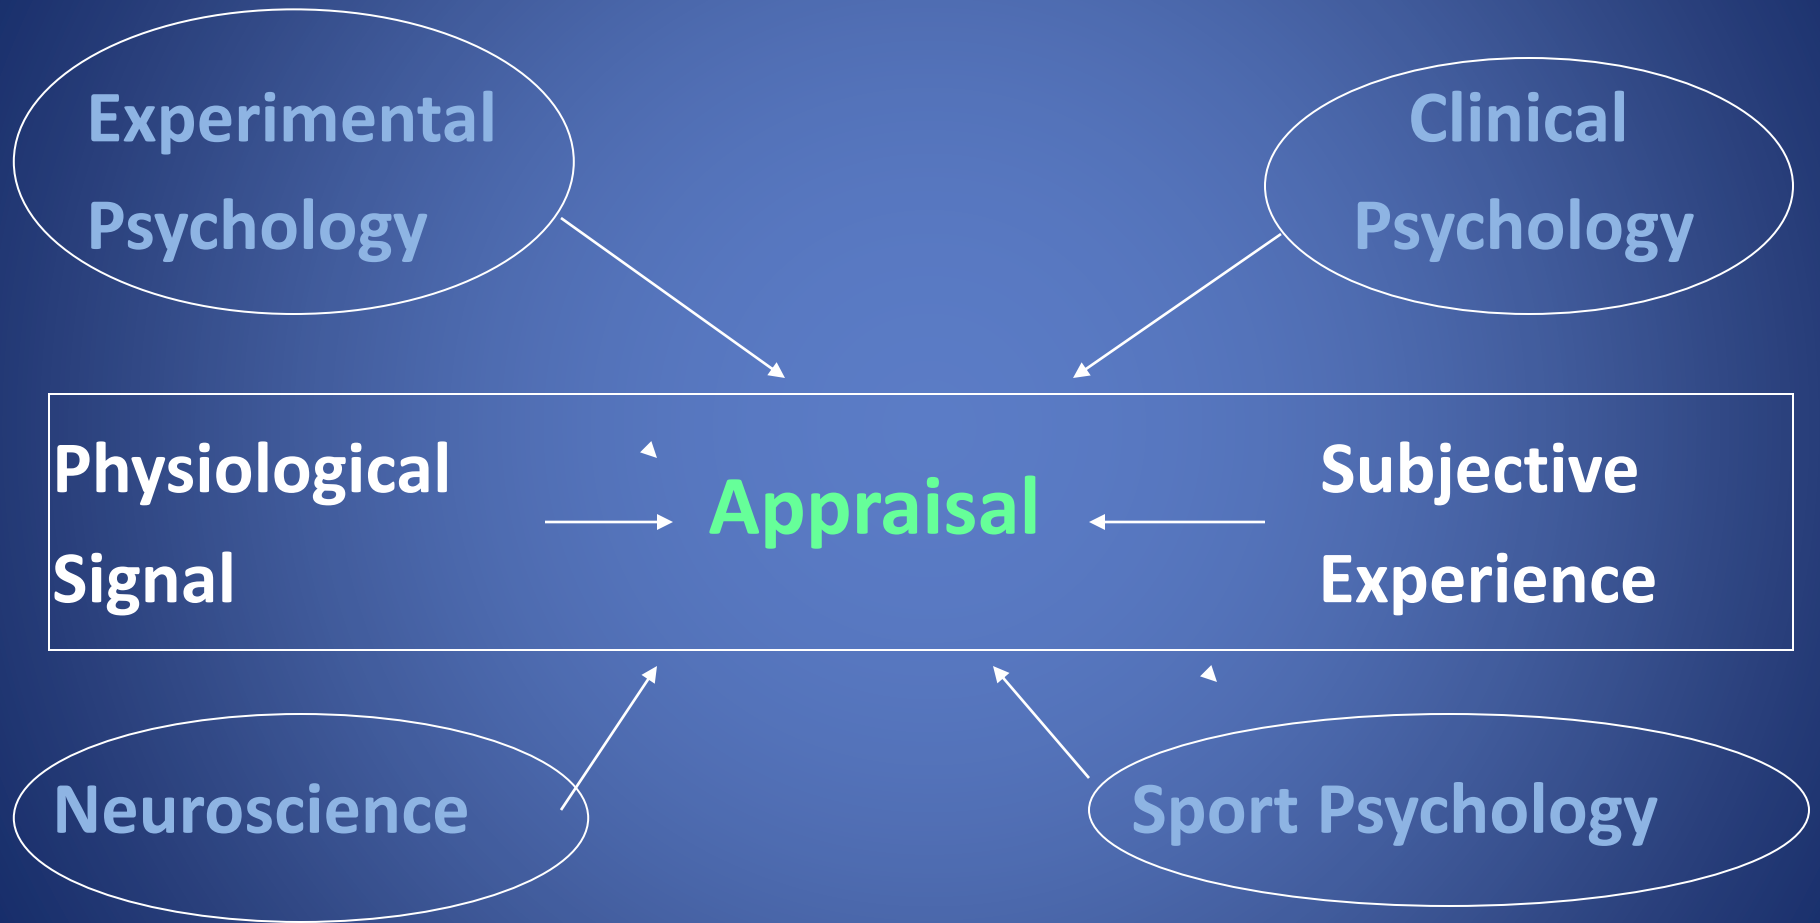 Experimental
Psychology
Clinical
Psychology
Physiological
Signal
Appraisal
Subjective
Experience
Neuroscience
Sport Psychology